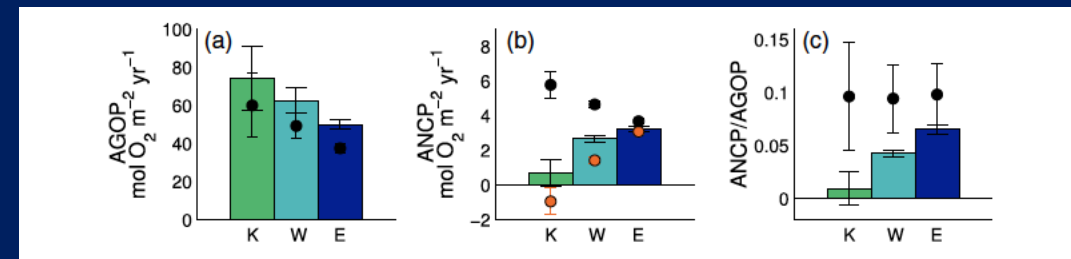 (a)
AGOP
mol O₂ m⁻² yr⁻¹
100
80
60
40
20
0
K W E
(b)
ANCP
mol O₂ m⁻² yr⁻¹
8
6
4
2
0
−2
K W E
(c)
ANCP/AGOP
0.15
0.1
0.05
0
K W E